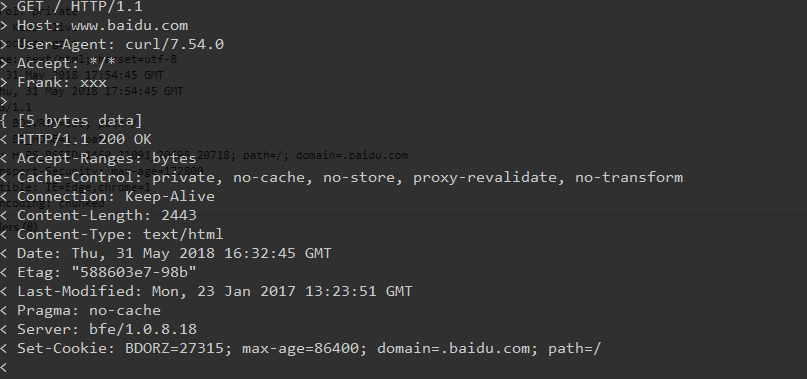 > GET / HTTP/1.1
> Host: www.baidu.com
> User-Agent: curl/7.54.0
> Accept: */*
> Frank: xxx
>
{ [5 bytes data]
< HTTP/1.1 200 OK
< Accept-Ranges: bytes
< Cache-Control: private, no-cache, no-store, proxy-revalidate, no-transform
< Connection: Keep-Alive
< Content-Length: 2443
< Content-Type: text/html
< Date: Thu, 31 May 2018 16:32:45 GMT
< Etag: "588603e7-98b"
< Last-Modified: Mon, 23 Jan 2017 13:23:51 GMT
< Pragma: no-cache
< Server: bfe/1.0.8.18
< Set-Cookie: BDORZ=27315; max-age=86400; domain=.baidu.com; path=/
<